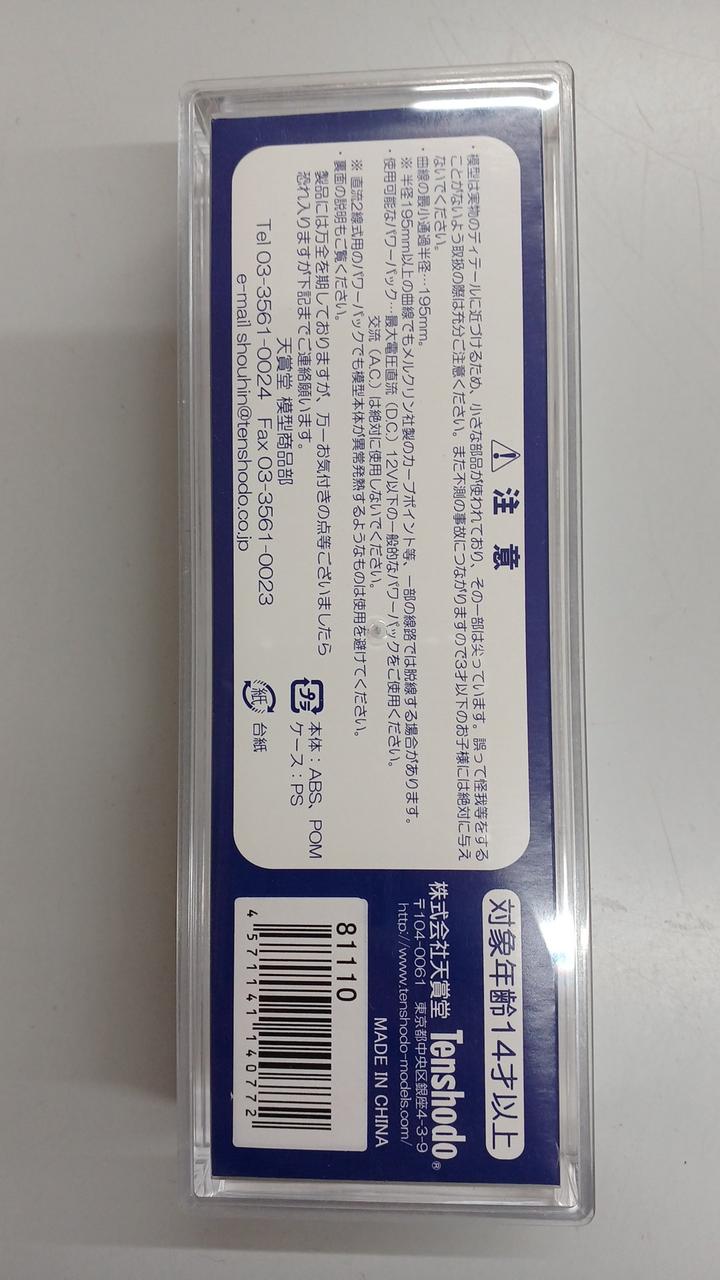 ⚠ 注 意
・模型は実物のディテールに近づけるため、小さな部品が使われており、その一部は尖っています。誤って怪我等をする
ことがないよう取扱の際は充分ご注意ください。また不測の事故につながりますので3才以下のお子様には絶対に与え
ないでください。
・曲線の最小通過半径…195mm。
※ 半径195mm以上の曲線でもメルクリン社製のカーブポイント等、一部の線路では脱線する場合があります。
・使用可能なパワーパック…最大電圧直流（D.C.）12V以下の一般的なパワーパックをご使用ください。
交流（A.C.）は絶対に使用しないでください。
※ 直流2線式用のパワーパックでも模型本体が異常発熱するようなものは使用を避けてください。
・裏面の説明もご覧ください。
製品には万全を期しておりますが、万一お気付きの点等ございましたら
恐れ入りますが下記までご連絡願います。
天賞堂 模型商品部
Tel 03-3561-0024 Fax 03-3561-0023
e-mail shouhin@tenshodo.co.jp
プラ
本体：ABS、POM
ケース：PS
紙
台紙
対象年齢14才以上
株式会社天賞堂 Tenshodo®
〒104-0061 東京都中央区銀座4-3-9
http://www.tenshodo-models.com/
MADE IN CHINA
81110
4 571141 140772